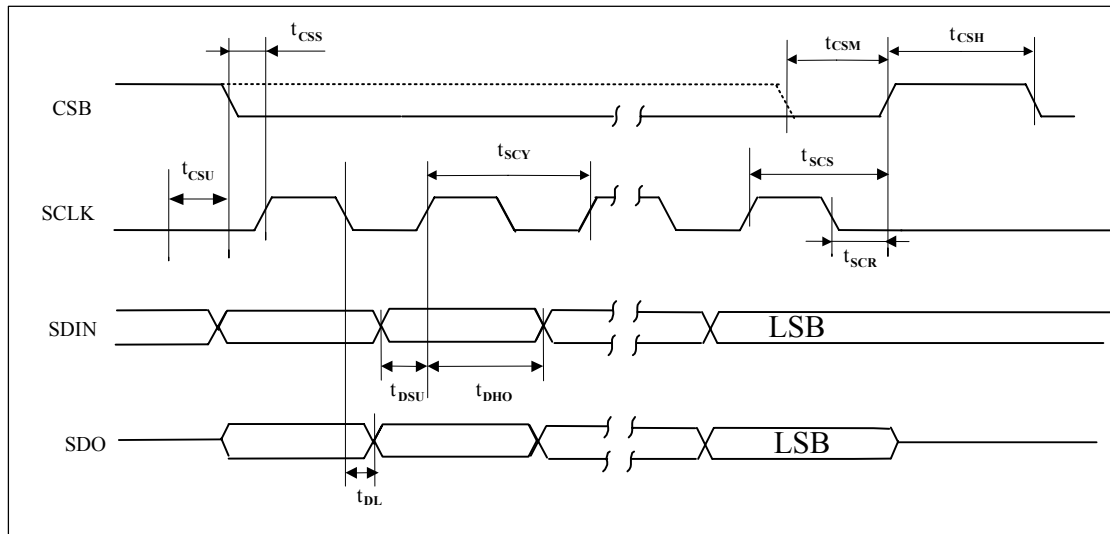 tCSS
tCSM
tCSH
CSB
tCSU
tSCY
tSCS
SCLK
tSCR
SDIN
LSB
tDSU
tDHO
SDO
LSB
tDL